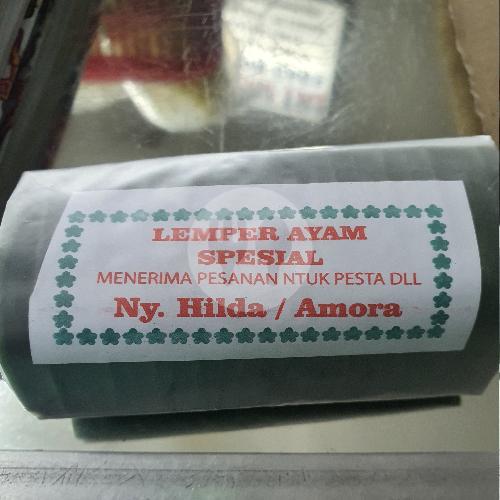 LEMPER AYAM
SPESIAL
MENERIMA PESANAN NTUK PESTA DLL
Ny. Hilda / Amora